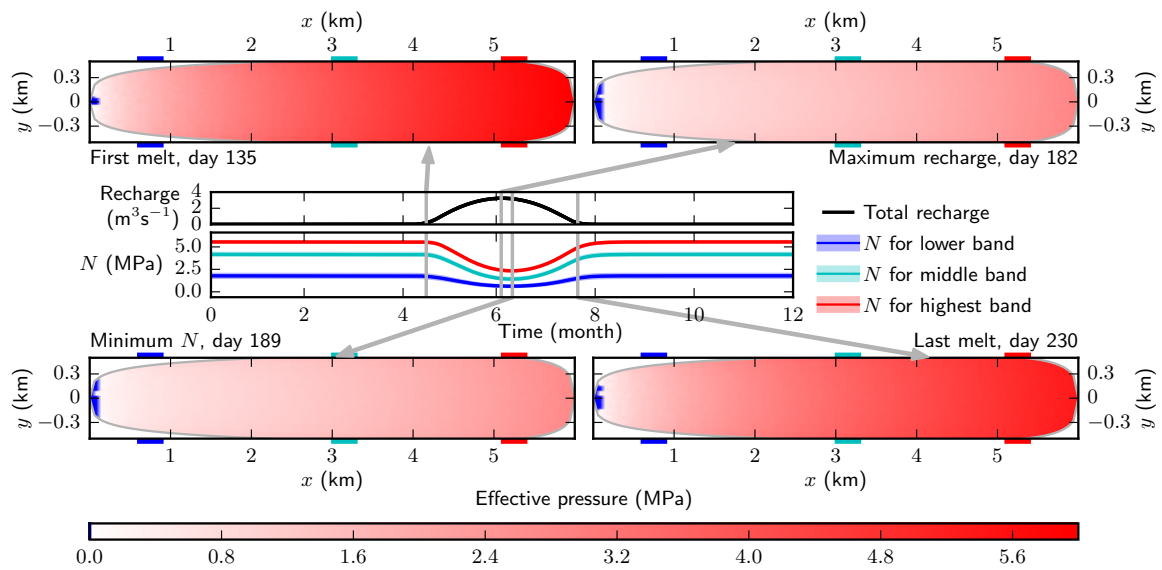 x (km)
x (km)
1 2 3 4 5
1 2 3 4 5
y (km)
0.3
0
−0.3
0.3
0
−0.3
y (km)
First melt, day 135
Maximum recharge, day 182
Recharge
(m³s⁻¹)
4
2
0
N (MPa)
5.0
2.5
0.0
0 2 4 6 8 10 12
Time (month)
Total recharge
N for lower band
N for middle band
N for highest band
Minimum N, day 189
Last melt, day 230
y (km)
0.3
0
−0.3
0.3
0
−0.3
y (km)
1 2 3 4 5
1 2 3 4 5
x (km)
x (km)
Effective pressure (MPa)
0.0 0.8 1.6 2.4 3.2 4.0 4.8 5.6